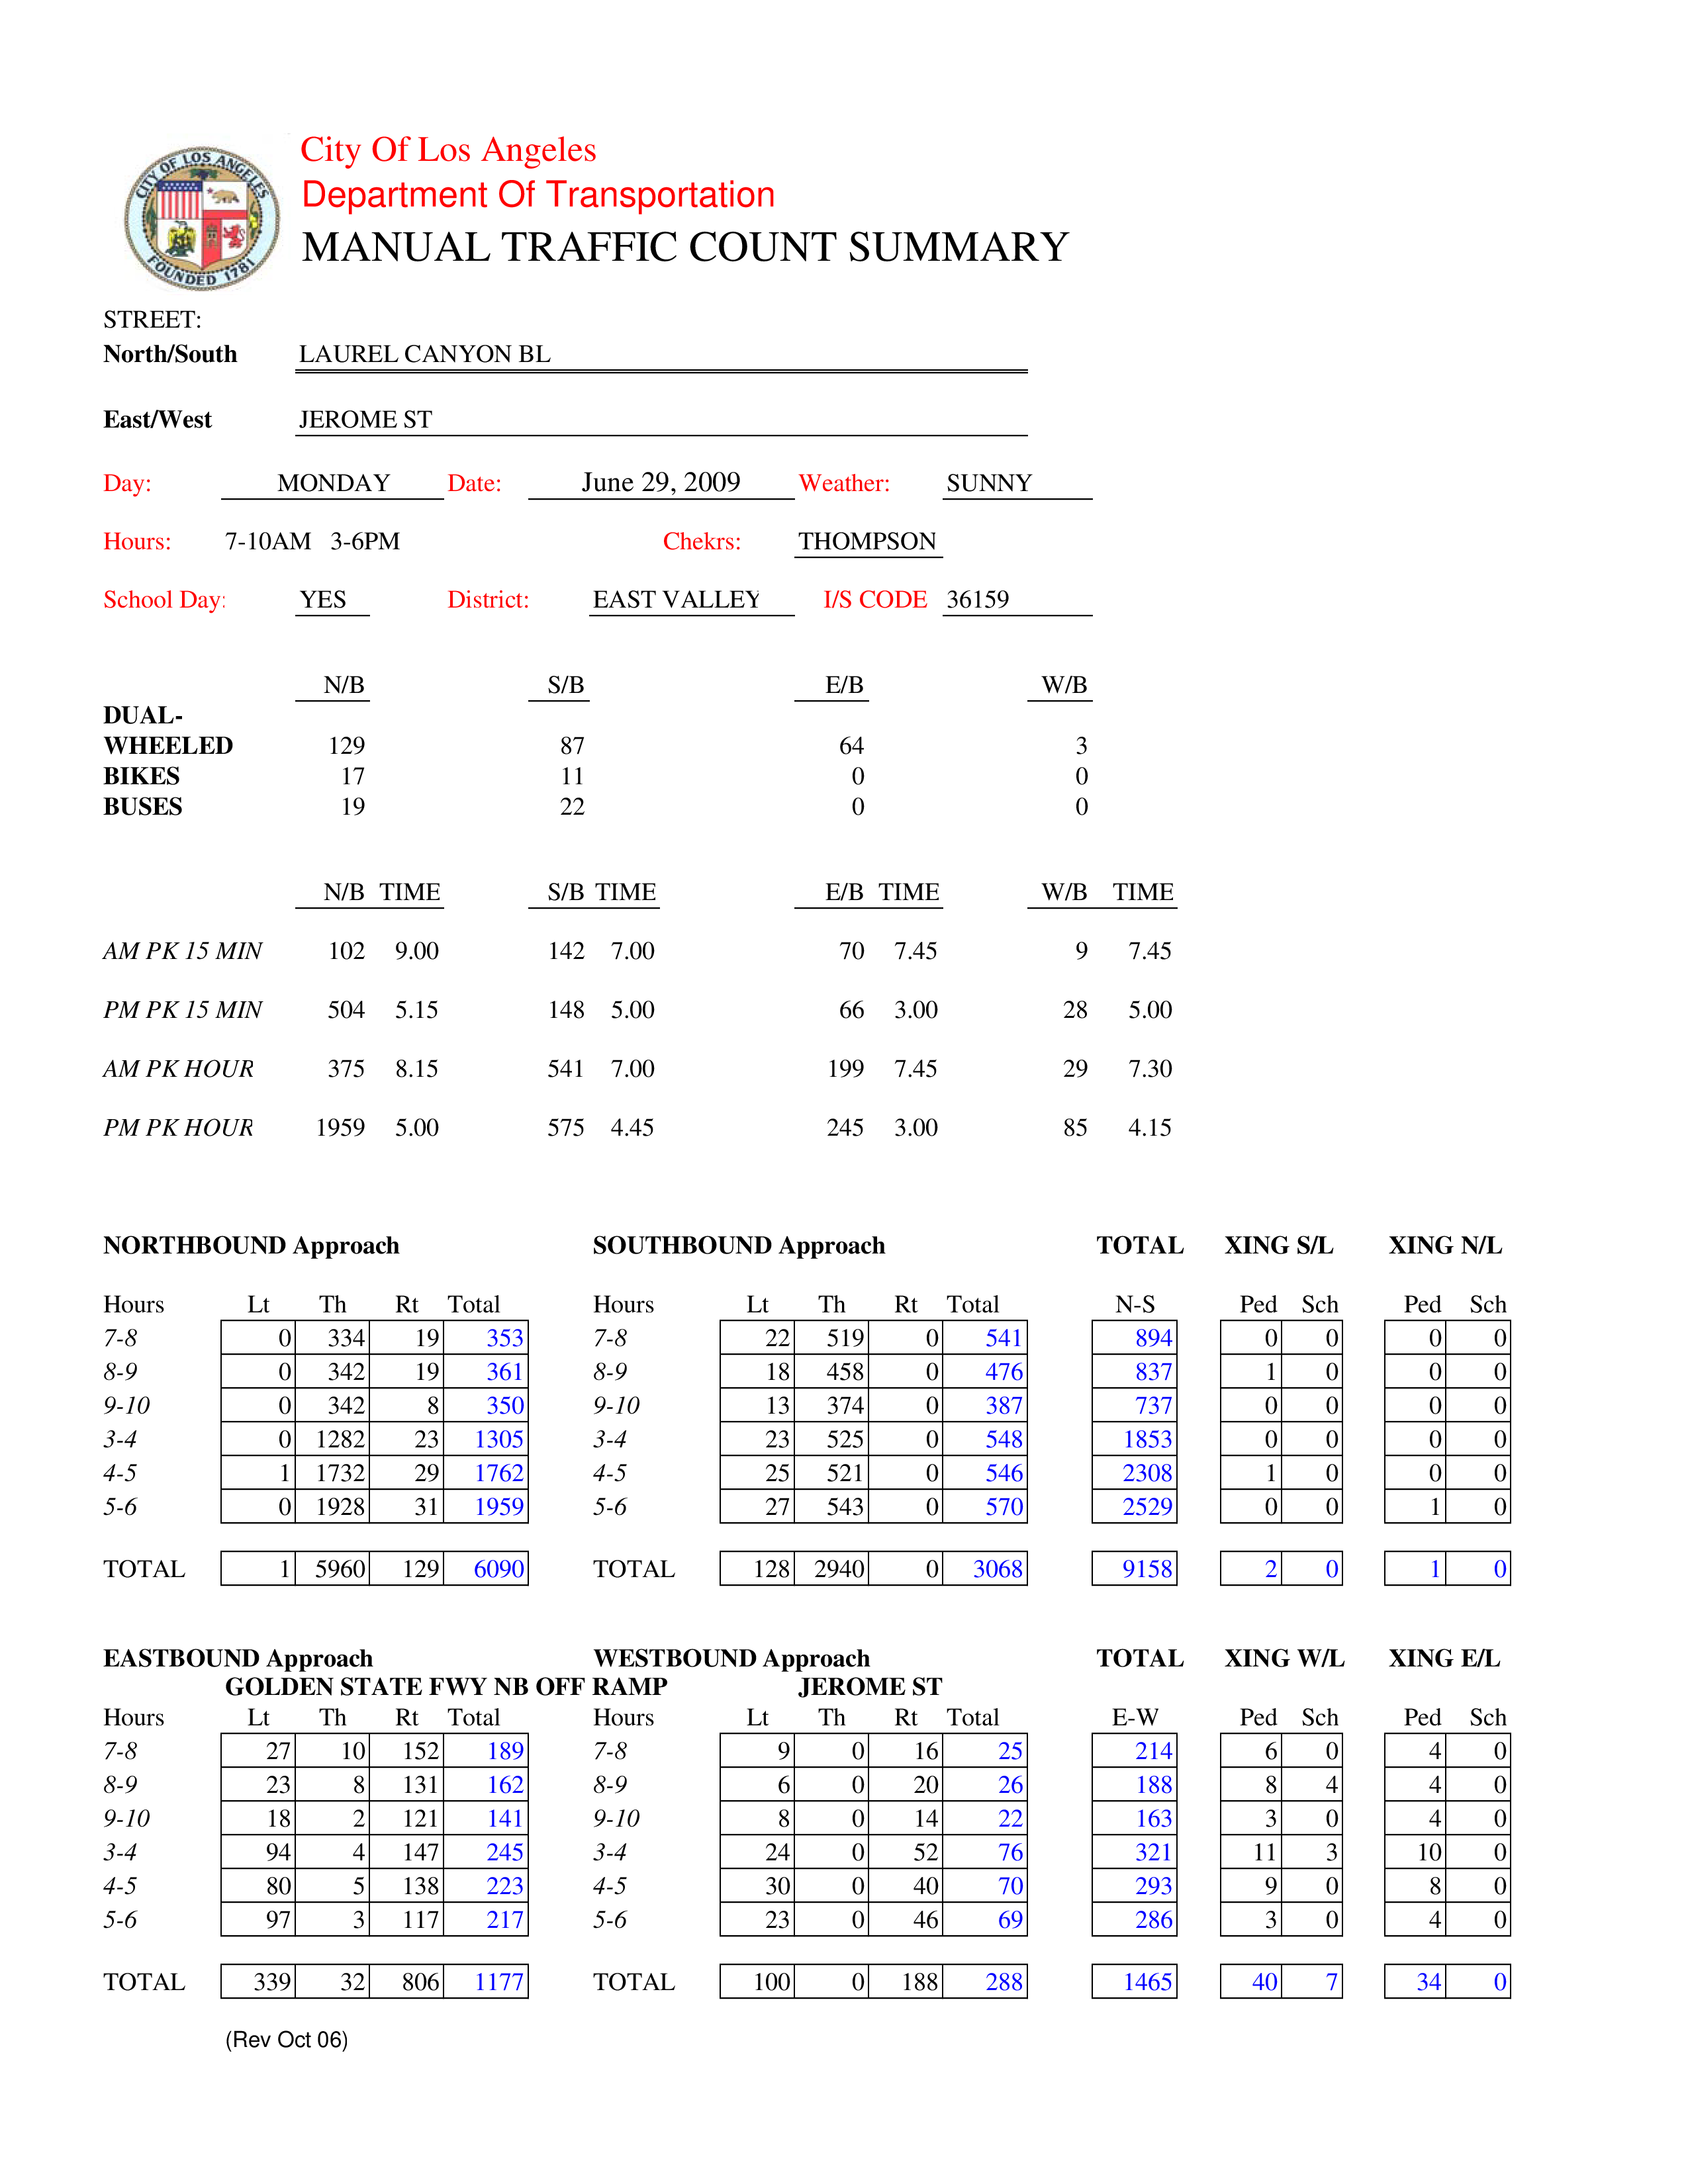 CITY OF LOS ANGELES
FOUNDED 1781
City Of Los Angeles
Department Of Transportation
MANUAL TRAFFIC COUNT SUMMARY
STREET:
North/South LAUREL CANYON BL
East/West JEROME ST
Day: MONDAY Date: June 29, 2009 Weather: SUNNY
Hours: 7-10AM 3-6PM Chekrs: THOMPSON
School Day: YES District: EAST VALLEY I/S CODE 36159
N/B S/B E/B W/B
DUAL-
WHEELED 129 87 64 3
BIKES 17 11 0 0
BUSES 19 22 0 0
N/B TIME S/B TIME E/B TIME W/B TIME
AM PK 15 MIN 102 9.00 142 7.00 70 7.45 9 7.45
PM PK 15 MIN 504 5.15 148 5.00 66 3.00 28 5.00
AM PK HOUR 375 8.15 541 7.00 199 7.45 29 7.30
PM PK HOUR 1959 5.00 575 4.45 245 3.00 85 4.15
NORTHBOUND Approach SOUTHBOUND Approach TOTAL XING S/L XING N/L
Hours Lt Th Rt Total Hours Lt Th Rt Total N-S Ped Sch Ped Sch
7-8 0 334 19 353 7-8 22 519 0 541 894 0 0 0 0
8-9 0 342 19 361 8-9 18 458 0 476 837 1 0 0 0
9-10 0 342 8 350 9-10 13 374 0 387 737 0 0 0 0
3-4 0 1282 23 1305 3-4 23 525 0 548 1853 0 0 0 0
4-5 1 1732 29 1762 4-5 25 521 0 546 2308 1 0 0 0
5-6 0 1928 31 1959 5-6 27 543 0 570 2529 0 0 1 0
TOTAL 1 5960 129 6090 TOTAL 128 2940 0 3068 9158 2 0 1 0
EASTBOUND Approach WESTBOUND Approach TOTAL XING W/L XING E/L
GOLDEN STATE FWY NB OFF RAMP JEROME ST
Hours Lt Th Rt Total Hours Lt Th Rt Total E-W Ped Sch Ped Sch
7-8 27 10 152 189 7-8 9 0 16 25 214 6 0 4 0
8-9 23 8 131 162 8-9 6 0 20 26 188 8 4 4 0
9-10 18 2 121 141 9-10 8 0 14 22 163 3 0 4 0
3-4 94 4 147 245 3-4 24 0 52 76 321 11 3 10 0
4-5 80 5 138 223 4-5 30 0 40 70 293 9 0 8 0
5-6 97 3 117 217 5-6 23 0 46 69 286 3 0 4 0
TOTAL 339 32 806 1177 TOTAL 100 0 188 288 1465 40 7 34 0
(Rev Oct 06)